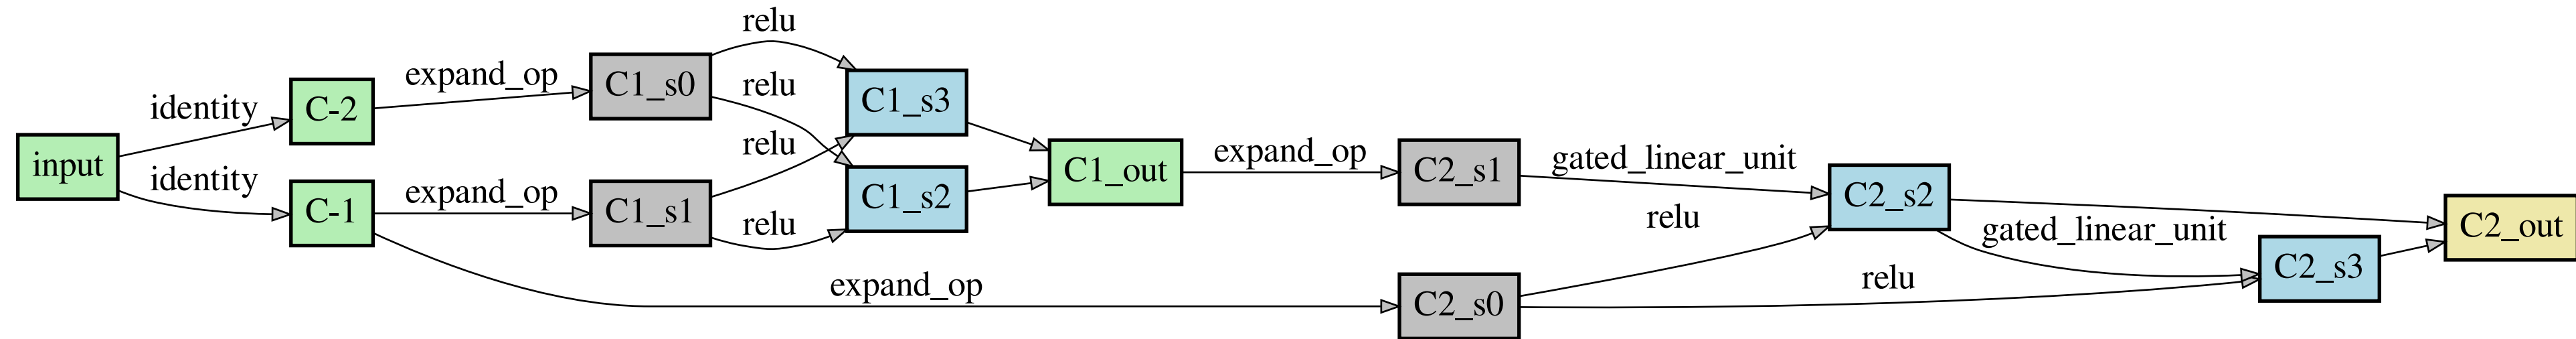 input
identity
identity
C-2
C-1
expand_op
expand_op
expand_op
C1_s0
C1_s1
relu
relu
relu
relu
C1_s3
C1_s2
C1_out
expand_op
C2_s1
C2_s0
gated_linear_unit
relu
relu
C2_s2
gated_linear_unit
C2_s3
C2_out